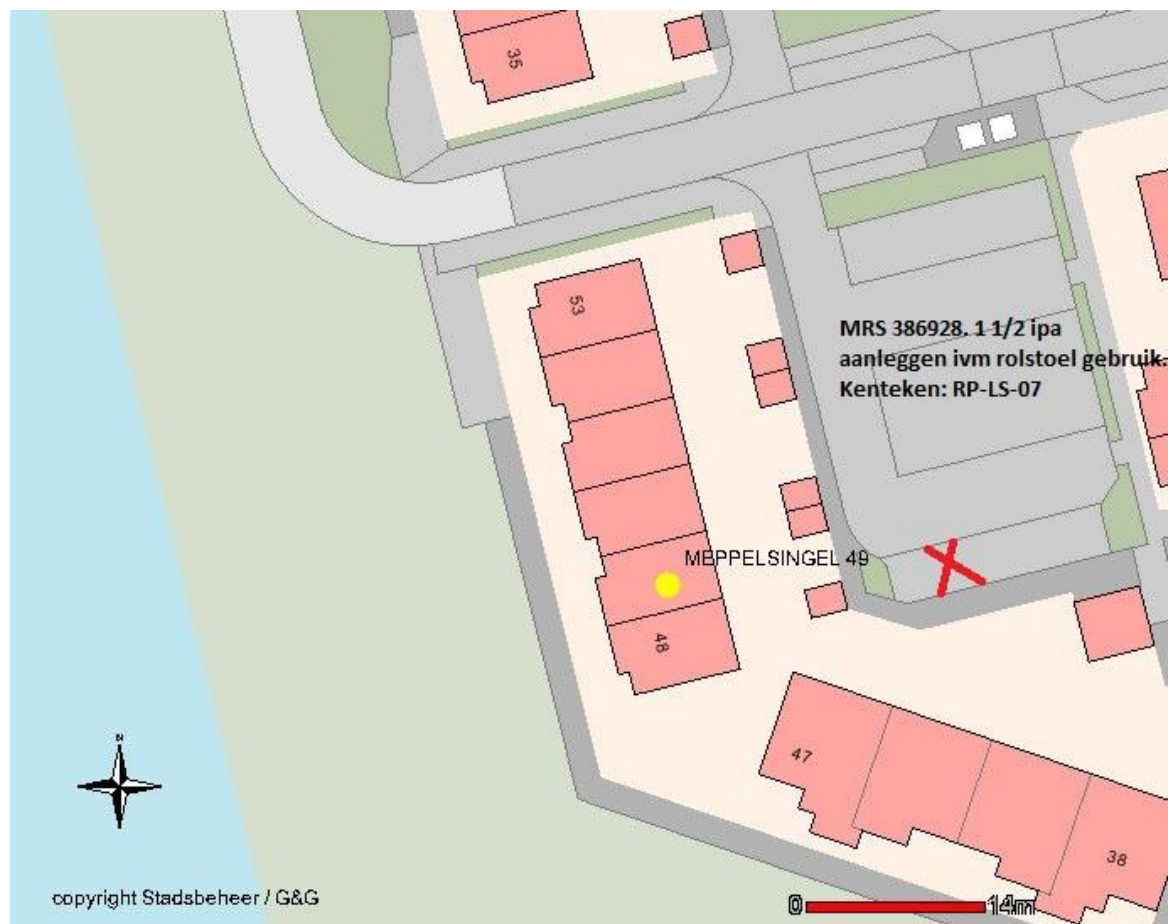 35
53
MRS 386928. 1 1/2 ipa
aanleggen ivm rolstoel gebruik.
Kenteken: RP-LS-07
MEPPELSINGEL 49
48
47
38
N
copyright Stadsbeheer / G&G
0 14m